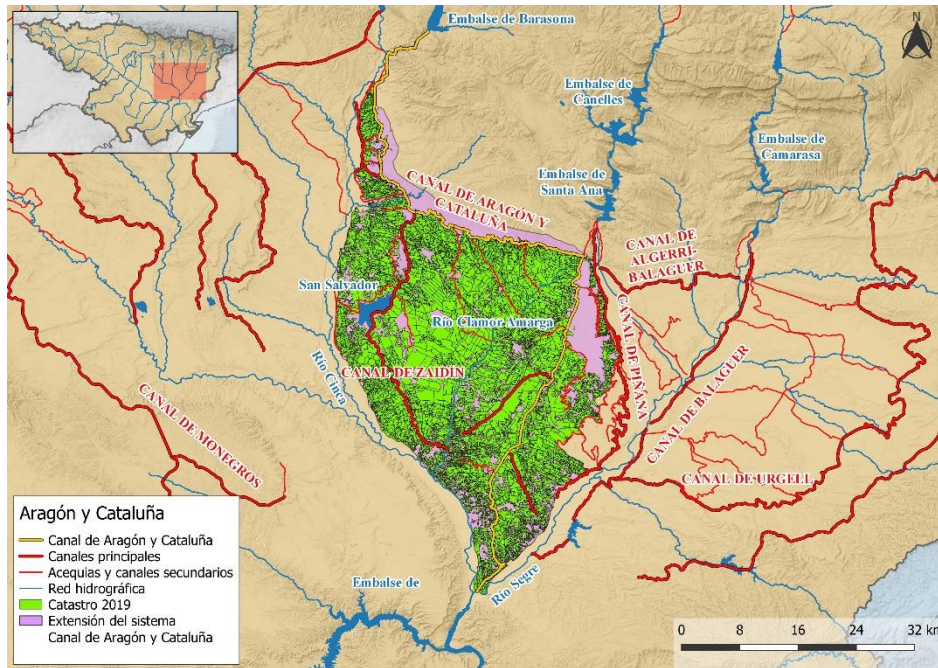 Embalse de Barasona
N
Embalse de
Canelles
Embalse de
Camarasa
Embalse de
Santa Ana
CANAL DE ARAGÓN Y
CATALUÑA
CANAL DE
ALGERRI-
BALAGUER
San Salvador
Río Clamor Amarga
CANAL DE PIÑANA
Río Cinca
CANAL DE ZAIDÍN
CANAL DE BALAGUER
CANAL DE MONEGROS
CANAL DE URGELL
Río Segre
Embalse de
Aragón y Cataluña
Canal de Aragón y Cataluña
Canales principales
Acequias y canales secundarios
Red hidrográfica
Catastro 2019
Extensión del sistema
Canal de Aragón y Cataluña
0 8 16 24 32 km